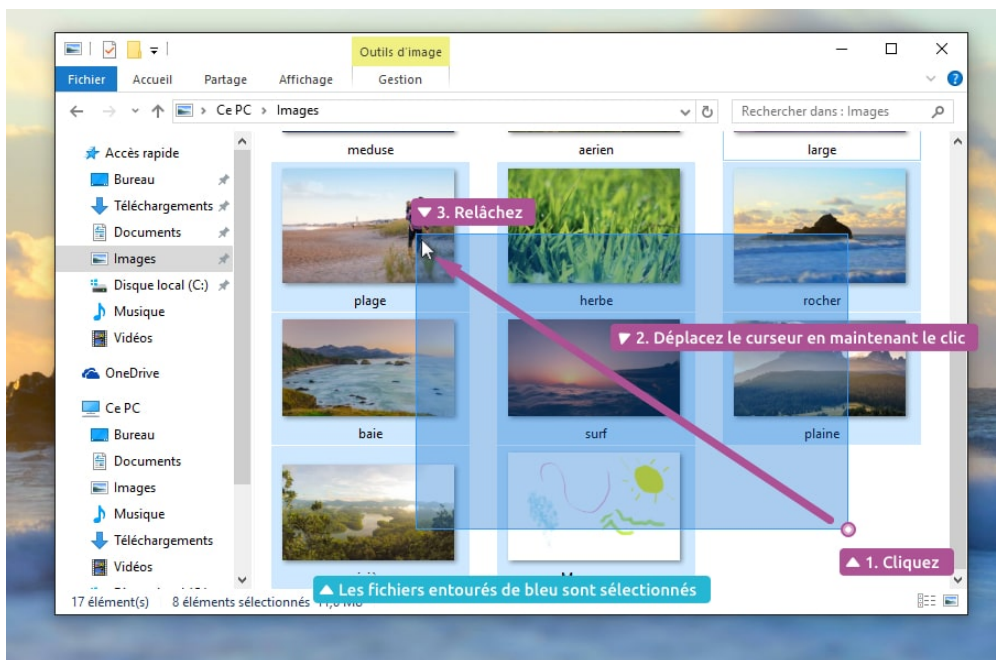 Outils d'image
Fichier Accueil Partage Affichage Gestion
Ce PC > Images
Rechercher dans : Images
Accès rapide
Bureau
Téléchargements
Documents
Images
Disque local (C:)
Musique
Vidéos
OneDrive
Ce PC
Bureau
Documents
Images
Musique
Téléchargements
Vidéos
meduse aerien large
3. Relâchez
plage herbe rocher
2. Déplacez le curseur en maintenant le clic
baie surf plaine
1. Cliquez
Les fichiers entourés de bleu sont sélectionnés
17 élément(s) 8 éléments